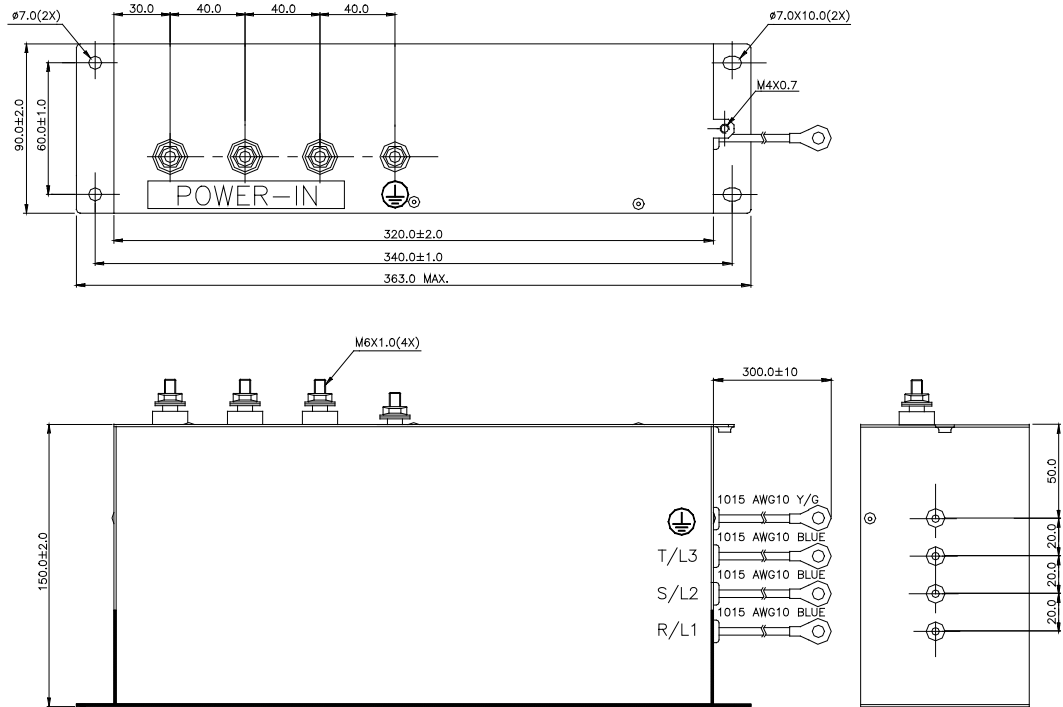 30.0
40.0
40.0
40.0
ø7.0(2X)
ø7.0X10.0(2X)
M4X0.7
90.0±2.0
60.0±1.0
POWER-IN
320.0±2.0
340.0±1.0
363.0 MAX.
M6X1.0(4X)
300.0±10
150.0±2.0
1015 AWG10 Y/G
T/L3
1015 AWG10 BLUE
S/L2
1015 AWG10 BLUE
R/L1
1015 AWG10 BLUE
50.0
20.0
20.0
20.0